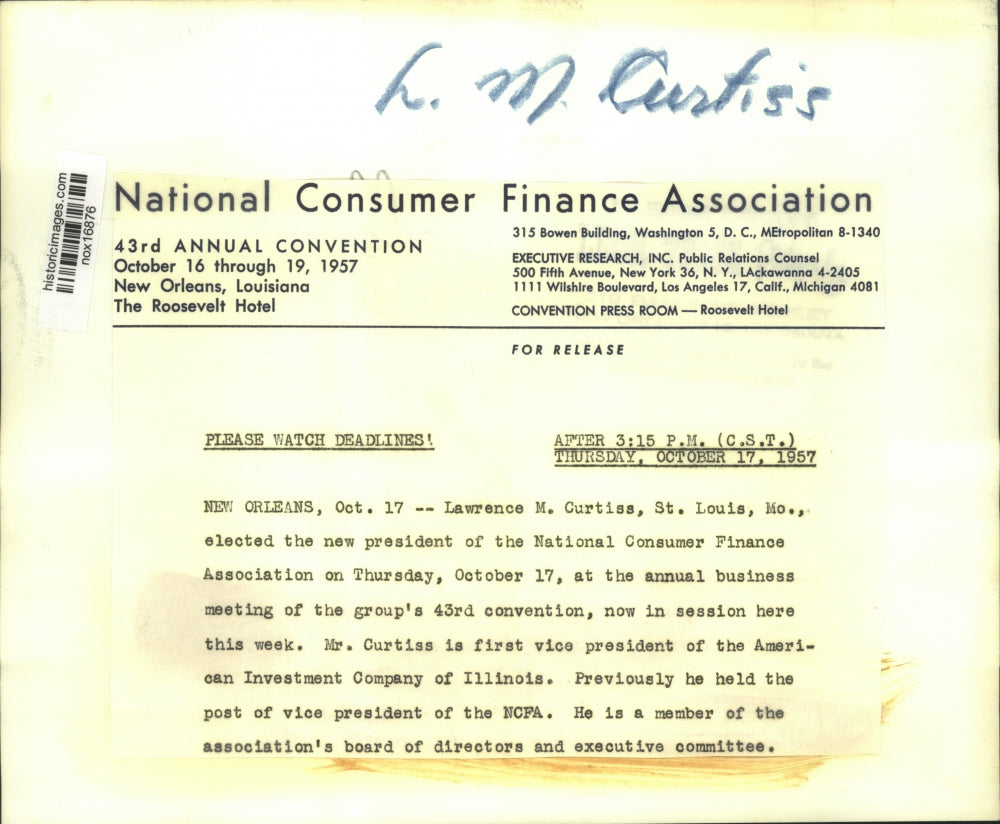 L. M. Curtiss
historicimages.com
nox16876
National Consumer Finance Association
43rd ANNUAL CONVENTION
October 16 through 19, 1957
New Orleans, Louisiana
The Roosevelt Hotel
315 Bowen Building, Washington 5, D. C., MEtropolitan 8-1340
EXECUTIVE RESEARCH, INC. Public Relations Counsel
500 Fifth Avenue, New York 36, N. Y., LAckawanna 4-2405
1111 Wilshire Boulevard, Los Angeles 17, Calif., MIchigan 4081
CONVENTION PRESS ROOM — Roosevelt Hotel
FOR RELEASE
PLEASE WATCH DEADLINES!
AFTER 3:15 P.M. (C.S.T.)
THURSDAY, OCTOBER 17, 1957
NEW ORLEANS, Oct. 17 -- Lawrence M. Curtiss, St. Louis, Mo.,
elected the new president of the National Consumer Finance
Association on Thursday, October 17, at the annual business
meeting of the group's 43rd convention, now in session here
this week. Mr. Curtiss is first vice president of the Ameri-
can Investment Company of Illinois. Previously he held the
post of vice president of the NCFA. He is a member of the
association's board of directors and executive committee.